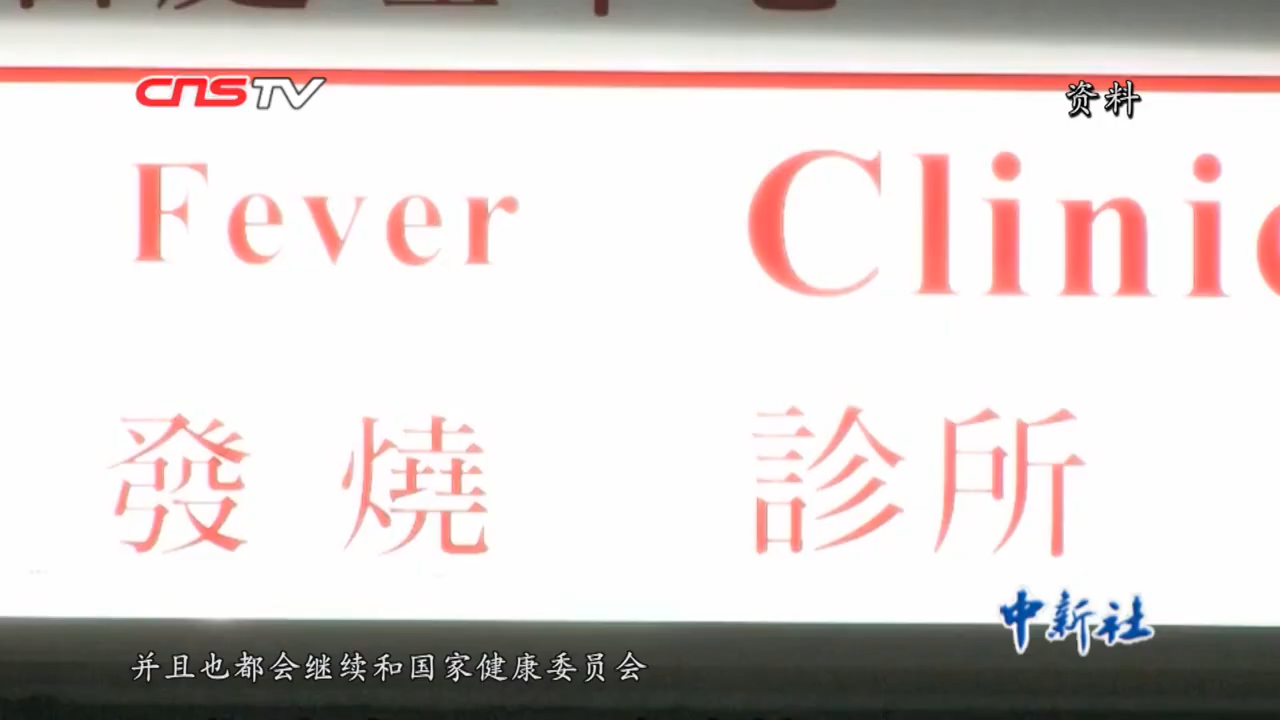 CNSTV
资料
Fever Clinic
發燒 診所
中新社
并且也都会继续和国家健康委员会